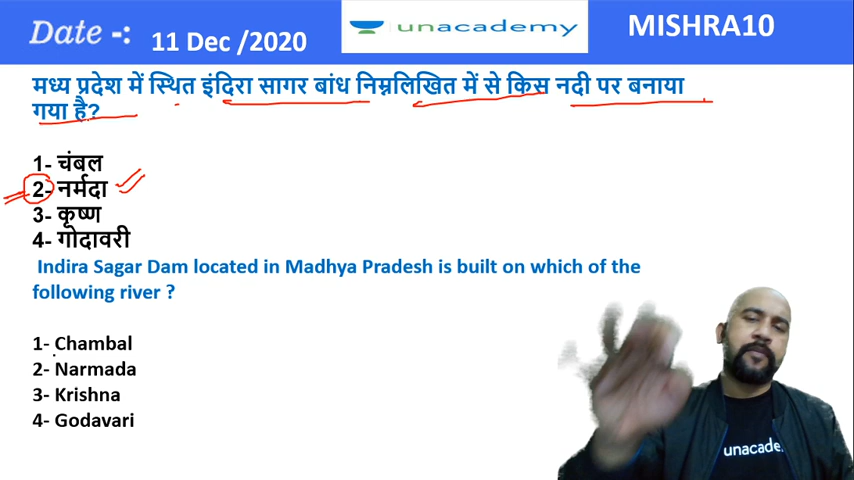 Date -: 11 Dec /2020 unacademy MISHRA10
मध्य प्रदेश में स्थित इंदिरा सागर बांध निम्नलिखित में से किस नदी पर बनाया
गया है?
1- चंबल
2- नर्मदा
3- कृष्ण
4- गोदावरी
Indira Sagar Dam located in Madhya Pradesh is built on which of the
following river ?
1- Chambal
2- Narmada
3- Krishna
4- Godavari
unacade